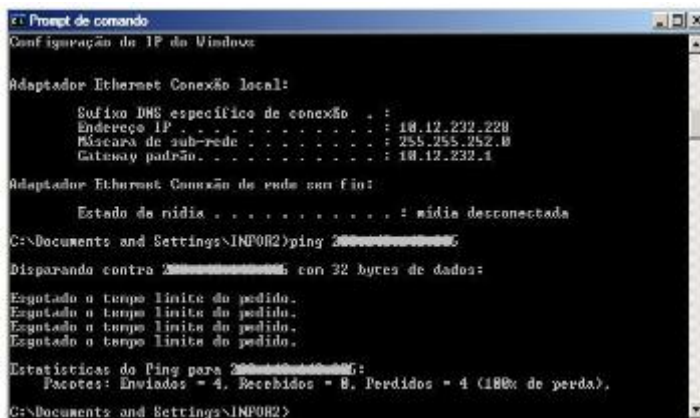 Prompt de comando
Configuração de IP do Windows
Adaptador Ethernet Conexão local:
Sufixo DNS específico de conexão . :
Endereço IP . . . . . . . . . . . . : 10.12.232.228
Máscara de sub-rede . . . . . . . . : 255.255.252.0
Gateway padrão. . . . . . . . . . . : 10.12.232.1
Adaptador Ethernet Conexão de rede sem fio:
Estado da mídia . . . . . . . . . . . : mídia desconectada
C:\Documents and Settings\INFOR2>ping
Disparando contra com 32 bytes de dados:
Esgotado o tempo limite do pedido.
Esgotado o tempo limite do pedido.
Esgotado o tempo limite do pedido.
Esgotado o tempo limite do pedido.
Estatísticas do Ping para
Pacotes: Enviados = 4, Recebidos = 0, Perdidos = 4 (100% de perda),
C:\Documents and Settings\INFOR2>